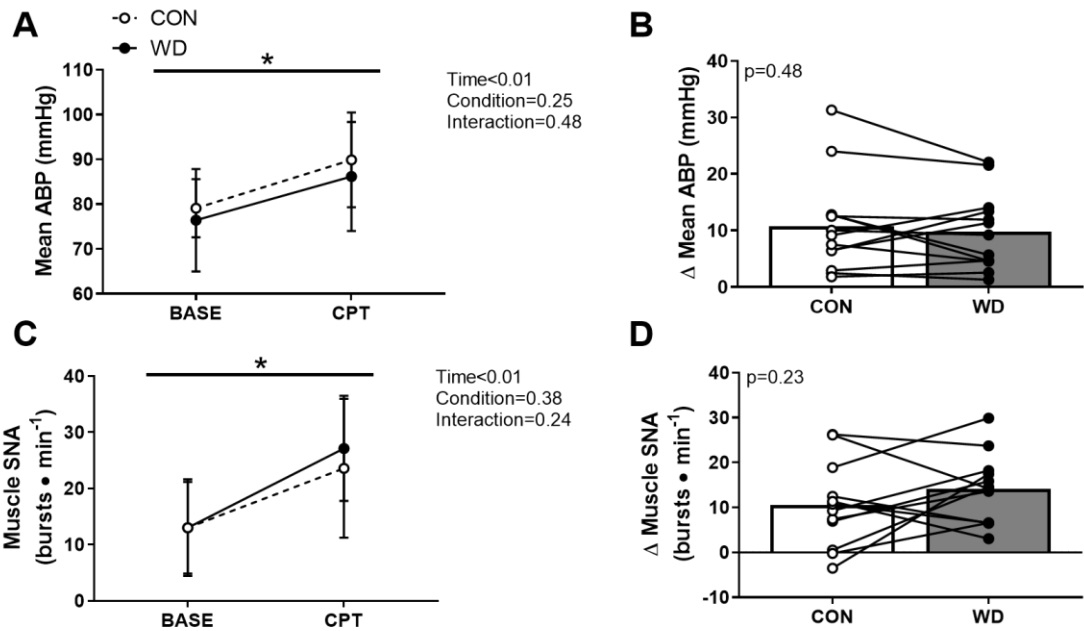 A
CON
WD
*
Time<0.01
Condition=0.25
Interaction=0.48
Mean ABP (mmHg)
110
100
90
80
70
60
BASE CPT
B
p=0.48
Δ Mean ABP (mmHg)
40
30
20
10
0
CON WD
C
*
Time<0.01
Condition=0.38
Interaction=0.24
Muscle SNA
(bursts • min⁻¹)
40
30
20
10
0
BASE CPT
D
p=0.23
Δ Muscle SNA
(bursts • min⁻¹)
40
30
20
10
0
-10
CON WD